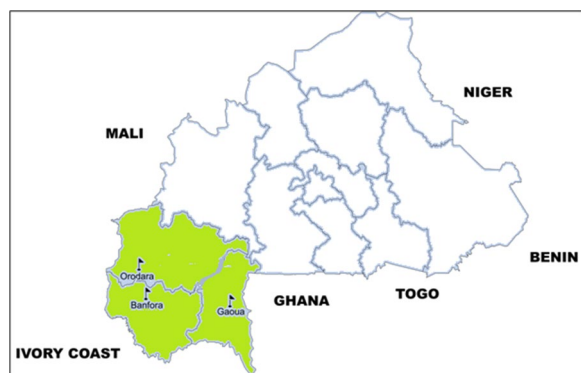 NIGER
MALI
BENIN
Orodara
Banfora
Gaoua
GHANA
TOGO
IVORY COAST